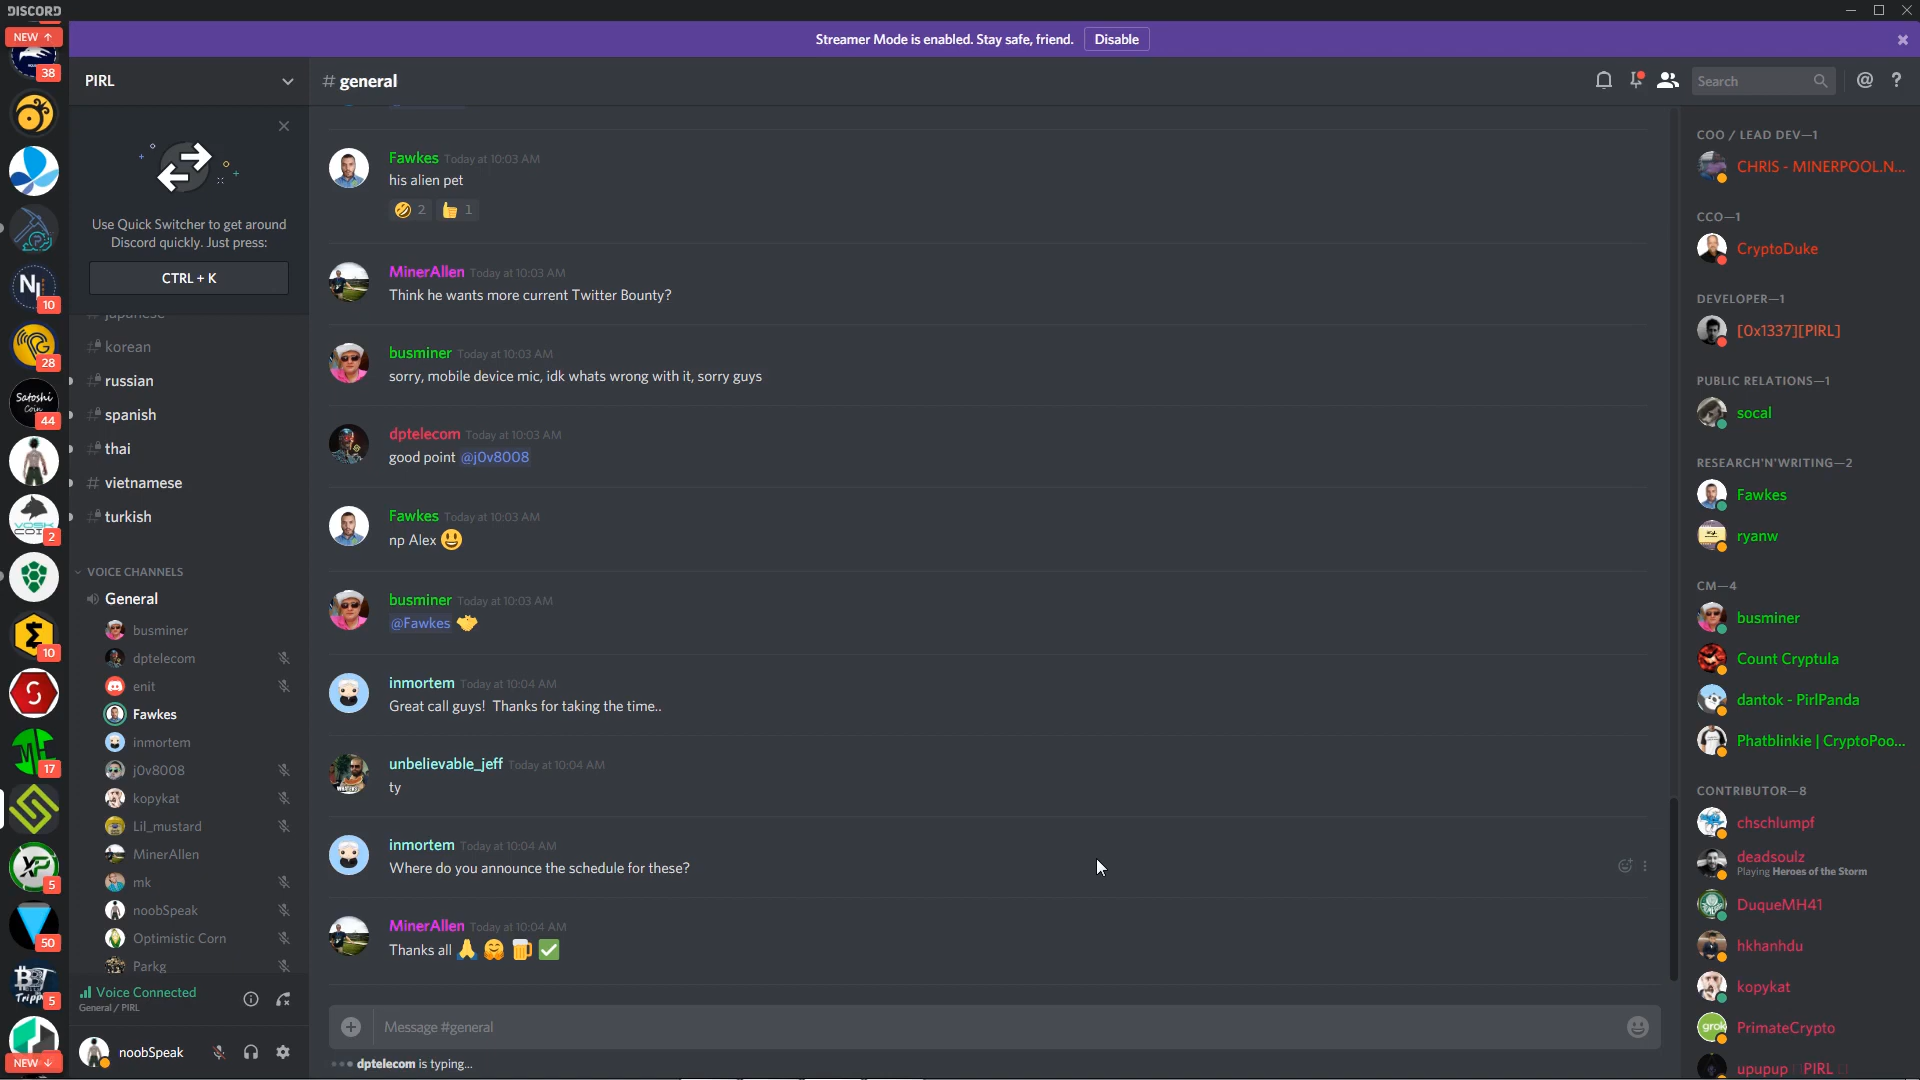 DISCORD
NEW ↑
38
10
28
Satoshi
Coin
44
VOSK
COIN
2
10
17
5
50
5
NEW ↓
Streamer Mode is enabled. Stay safe, friend.
Disable
PIRL
Use Quick Switcher to get around
Discord quickly. Just press:
CTRL + K
japanese
korean
russian
spanish
thai
vietnamese
turkish
VOICE CHANNELS
General
busminer
dptelecom
enit
Fawkes
inmortem
j0v8008
kopykat
Lil_mustard
MinerAllen
mk
noobSpeak
Optimistic Corn
Parkg
Voice Connected
General / PIRL
noobSpeak
# general
Search
@ ?
Fawkes Today at 10:03 AM
his alien pet
🤣 2 👍 1
MinerAllen Today at 10:03 AM
Think he wants more current Twitter Bounty?
busminer Today at 10:03 AM
sorry, mobile device mic, idk whats wrong with it, sorry guys
dptelecom Today at 10:03 AM
good point @j0v8008
Fawkes Today at 10:03 AM
np Alex 😃
busminer Today at 10:03 AM
@Fawkes 🤝
inmortem Today at 10:04 AM
Great call guys! Thanks for taking the time..
unbelievable_jeff Today at 10:04 AM
ty
inmortem Today at 10:04 AM
Where do you announce the schedule for these?
MinerAllen Today at 10:04 AM
Thanks all 🙏 🤗 🍺 ✅
Message #general
dptelecom is typing...
COO / LEAD DEV—1
CHRIS - MINERPOOL.N...
CCO—1
CryptoDuke
DEVELOPER—1
[0x1337][PIRL]
PUBLIC RELATIONS—1
socal
RESEARCH'N'WRITING—2
Fawkes
ryanw
CM—4
busminer
Count Cryptula
dantok - PirlPanda
Phatblinkie | CryptoPoo...
CONTRIBUTOR—8
chschlumpf
deadsoulz
Playing Heroes of the Storm
DuqueMH41
hkhanhdu
kopykat
grok
PrimateCrypto
upupup PIRL